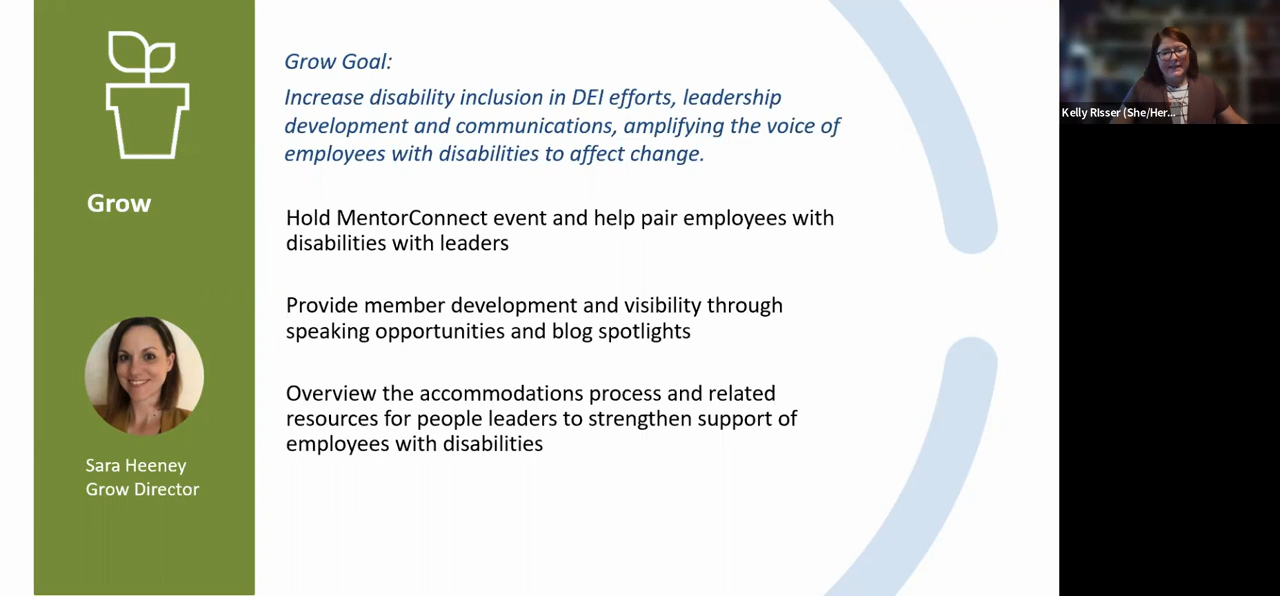 Grow
Sara Heeney
Grow Director
Grow Goal:
Increase disability inclusion in DEI efforts, leadership
development and communications, amplifying the voice of
employees with disabilities to affect change.
Hold MentorConnect event and help pair employees with
disabilities with leaders
Provide member development and visibility through
speaking opportunities and blog spotlights
Overview the accommodations process and related
resources for people leaders to strengthen support of
employees with disabilities
Kelly RIsser (She/Her...